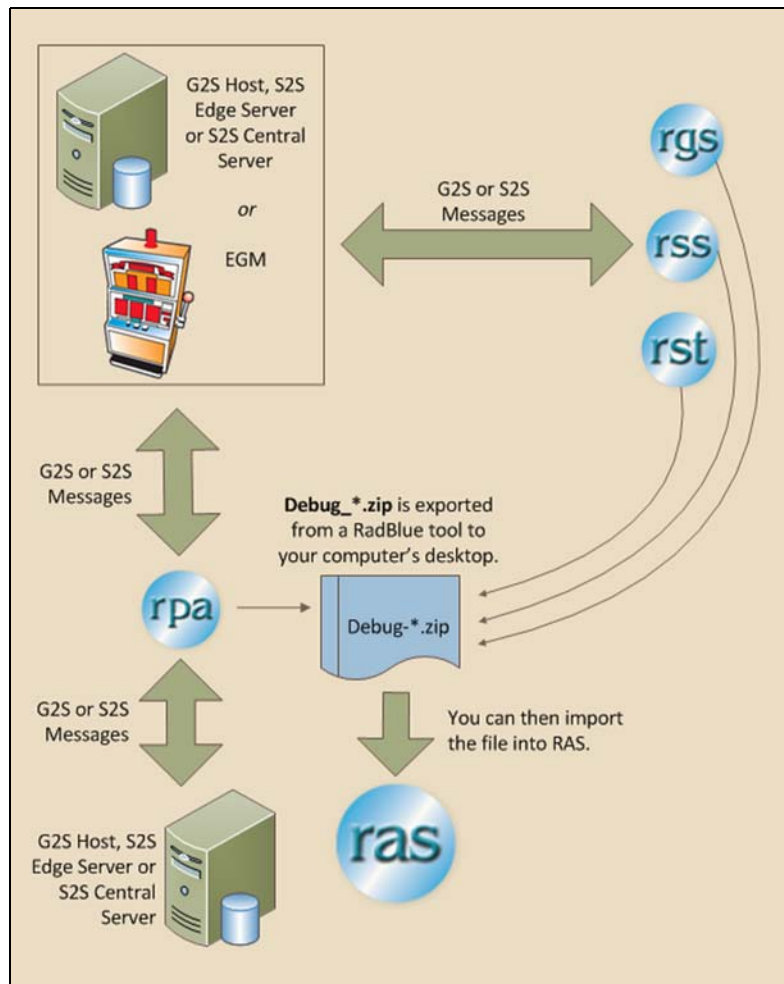 G2S Host, S2S
Edge Server
or S2S Central
Server
or
EGM
G2S or S2S
Messages
rgs
rss
rst
G2S or S2S
Messages
Debug_*.zip is exported
from a RadBlue tool to
your computer’s desktop.
rpa
Debug-*.zip
G2S or S2S
Messages
You can then import
the file into RAS.
ras
G2S Host, S2S
Edge Server or
S2S Central
Server